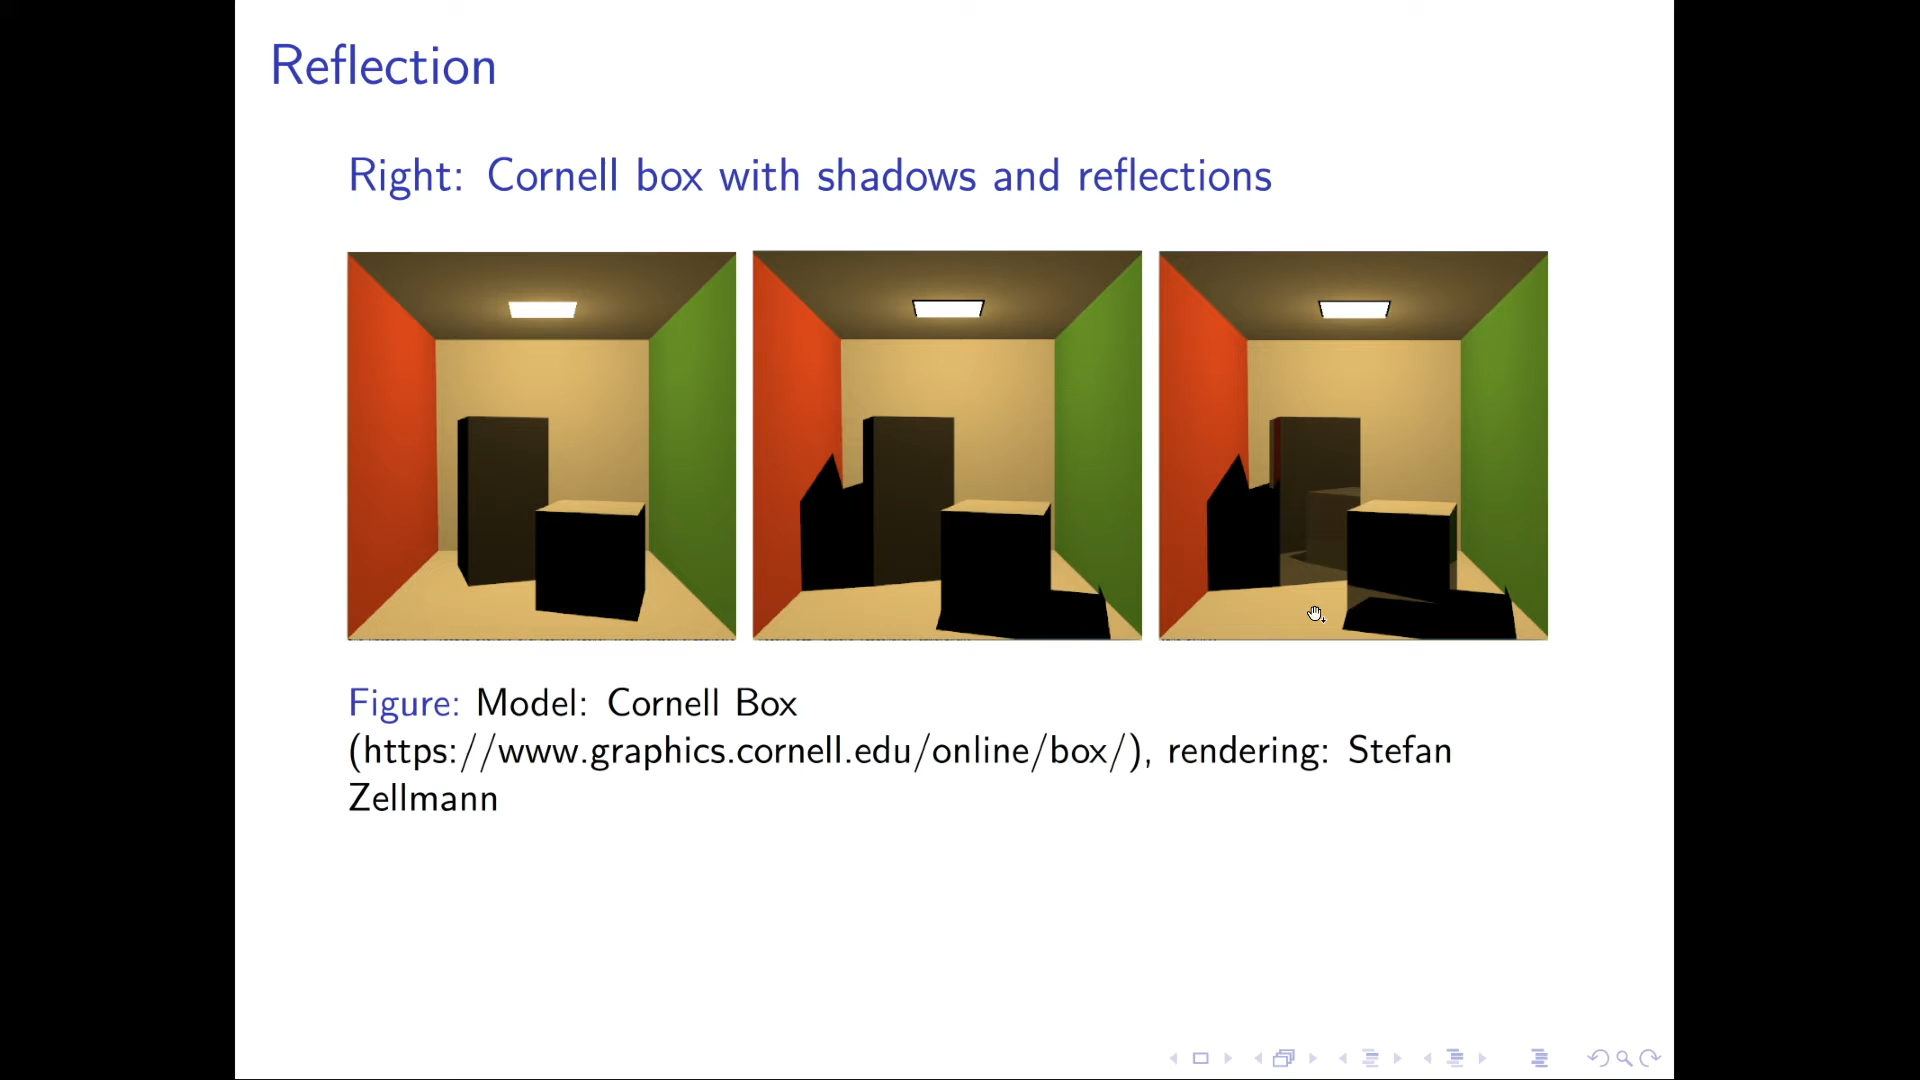 Reflection
Right: Cornell box with shadows and reflections
Figure: Model: Cornell Box
(https://www.graphics.cornell.edu/online/box/), rendering: Stefan
Zellmann